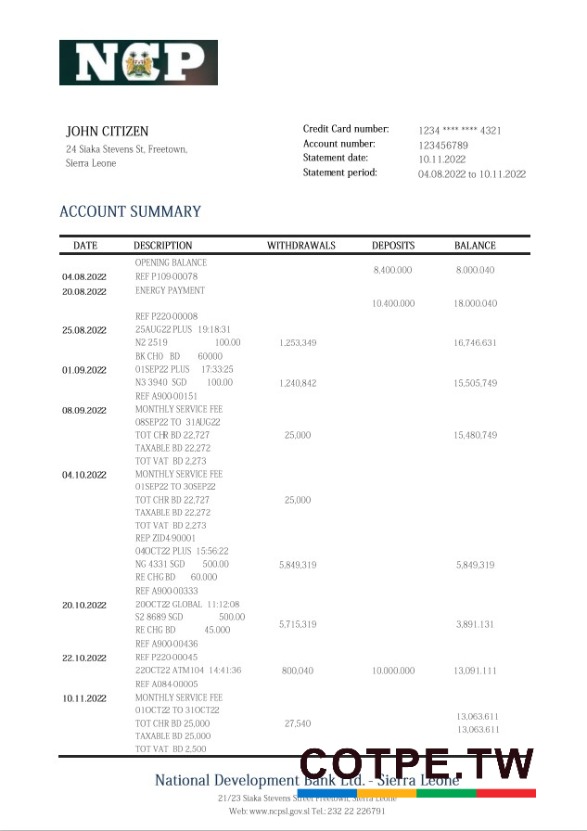 NCP
JOHN CITIZEN
24 Siaka Stevens St, Freetown,
Sierra Leone
Credit Card number: 1234 **** **** 4321
Account number: 123456789
Statement date: 10.11.2022
Statement period: 04.08.2022 to 10.11.2022
ACCOUNT SUMMARY
DATE DESCRIPTION WITHDRAWALS DEPOSITS BALANCE
OPENING BALANCE
8,400.000 8.000.040
04.08.2022 REF P109-00078
20.08.2022 ENERGY PAYMENT
10.400.000 18.000.040
REF P220-00008
25.08.2022 25AUG22 PLUS 19:18:31
N2 2519 100.00 1,253,349 16,746.631
BK CHO BD 60000
01.09.2022 01SEP22 PLUS 17:33:25
N3 3940 SGD 100.00 1,240,842 15,505,749
REF A900-00151
08.09.2022 MONTHLY SERVICE FEE
08SEP22 TO 31AUG22
TOT CHR BD 22,727 25,000 15,480,749
TAXABLE BD 22,272
TOT VAT BD 2,273
04.10.2022 MONTHLY SERVICE FEE
01SEP22 TO 30SEP22
TOT CHR BD 22,727 25,000
TAXABLE BD 22,272
TOT VAT BD 2,273
REP ZID4-90001
04OCT22 PLUS 15:56:22
NG 4331 SGD 500.00 5,849,319 5,849,319
RE CHG BD 60.000
REF A900-00333
20.10.2022 20OCT22 GLOBAL 11:12:08
S2 8689 SGD 500.00
5,715,319 3,891.131
RE CHG BD 45.000
REF A900-00436
22.10.2022 REF P220-00045
22OCT22 ATM104 14:41:36 800,040 10,000.000 13,091.111
REF A084-00005
10.11.2022 MONTHLY SERVICE FEE
01OCT22 TO 31OCT22
13,063.611
TOT CHR BD 25,000 27,540 13,063.611
TAXABLE BD 25,000
TOT VAT BD 2,500
COTPE.TW
National Development Bank Ltd. - Sierra Leone
21/23 Siaka Stevens Street Freetown, Sierra Leone
Web: www.ncpsl.gov.sl Tel.: 232 22 226791